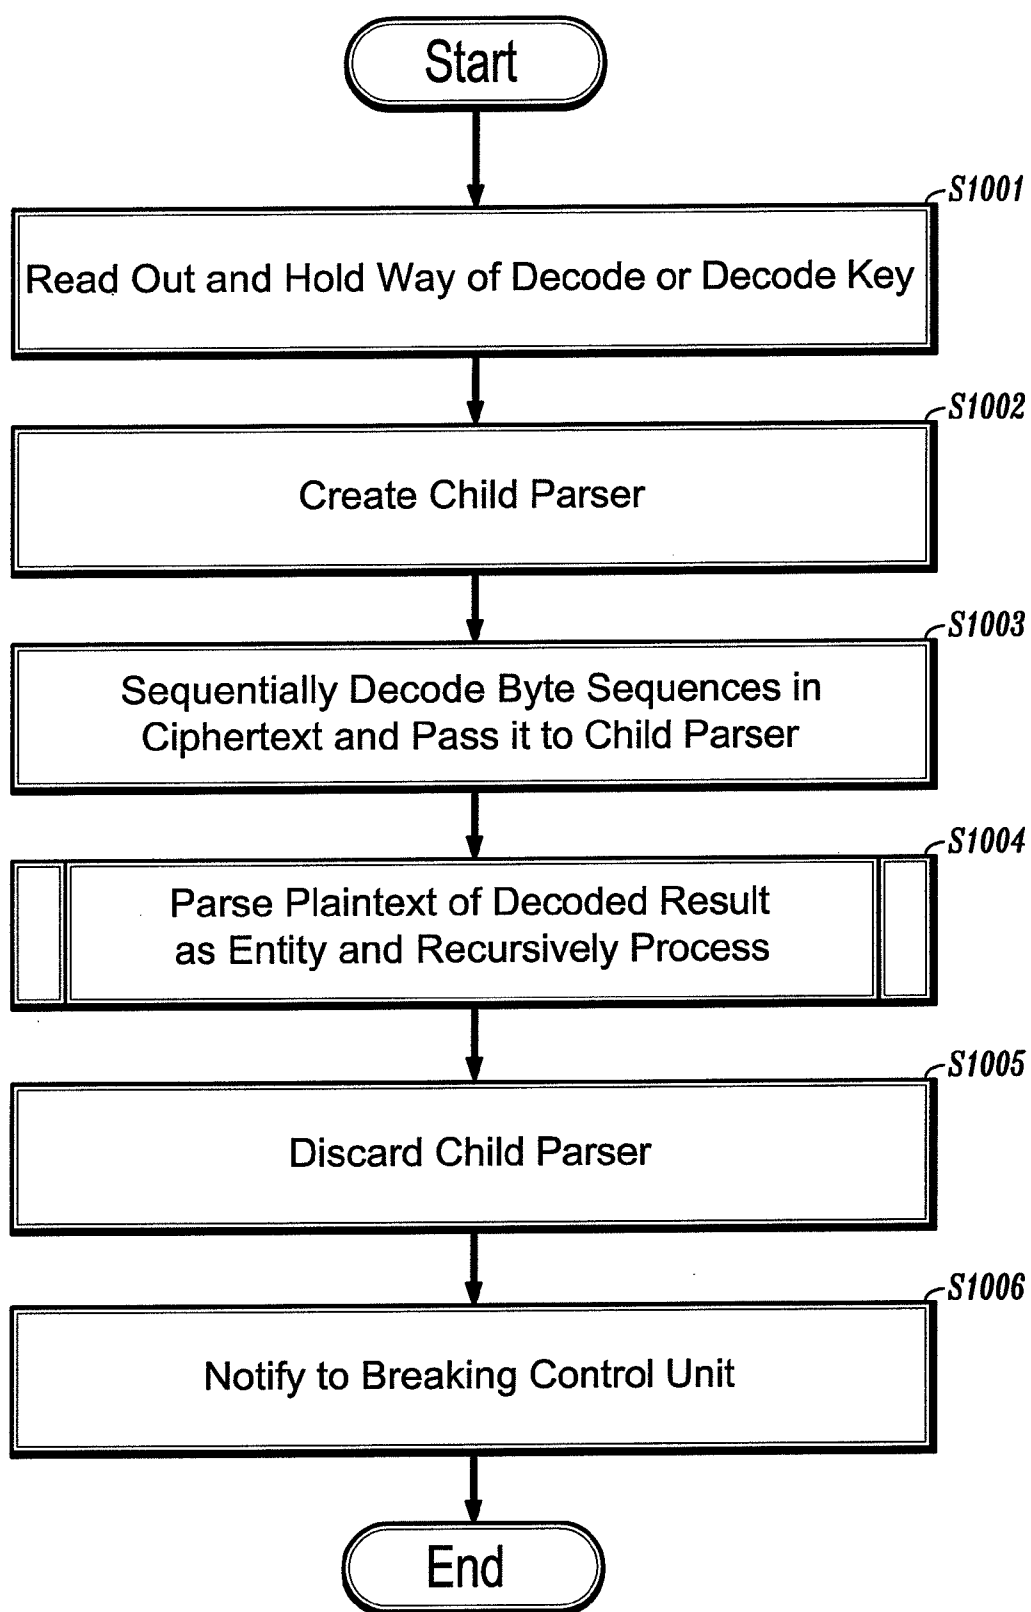 Start
S1001
Read Out and Hold Way of Decode or Decode Key
S1002
Create Child Parser
S1003
Sequentially Decode Byte Sequences in
Ciphertext and Pass it to Child Parser
S1004
Parse Plaintext of Decoded Result
as Entity and Recursively Process
S1005
Discard Child Parser
S1006
Notify to Breaking Control Unit
End